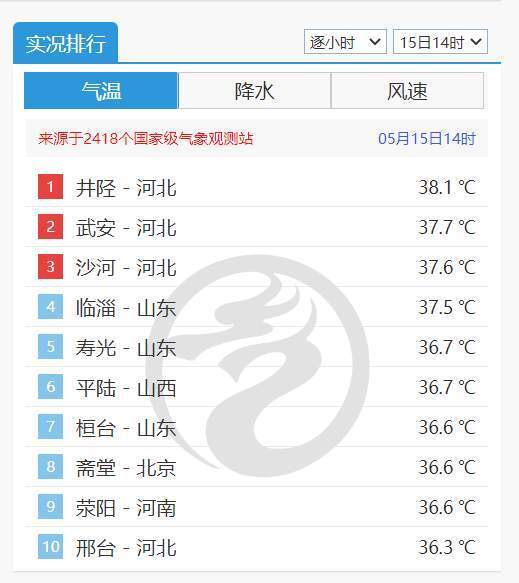 实况排行 逐小时 15日14时
气温 降水 风速
来源于2418个国家级气象观测站 05月15日14时
1 井陉 - 河北 38.1 ℃
2 武安 - 河北 37.7 ℃
3 沙河 - 河北 37.6 ℃
4 临淄 - 山东 37.5 ℃
5 寿光 - 山东 36.7 ℃
6 平陆 - 山西 36.7 ℃
7 桓台 - 山东 36.6 ℃
8 斋堂 - 北京 36.6 ℃
9 荥阳 - 河南 36.6 ℃
10 邢台 - 河北 36.3 ℃